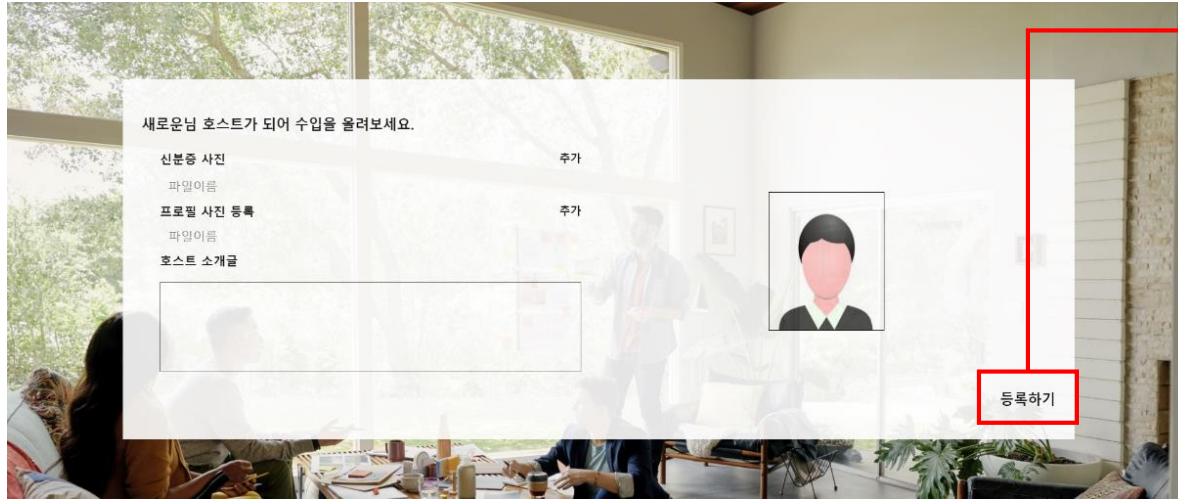 새로운님 호스트가 되어 수입을 올려보세요.
신분증 사진 추가
파일이름
프로필 사진 등록 추가
파일이름
호스트 소개글
등록하기